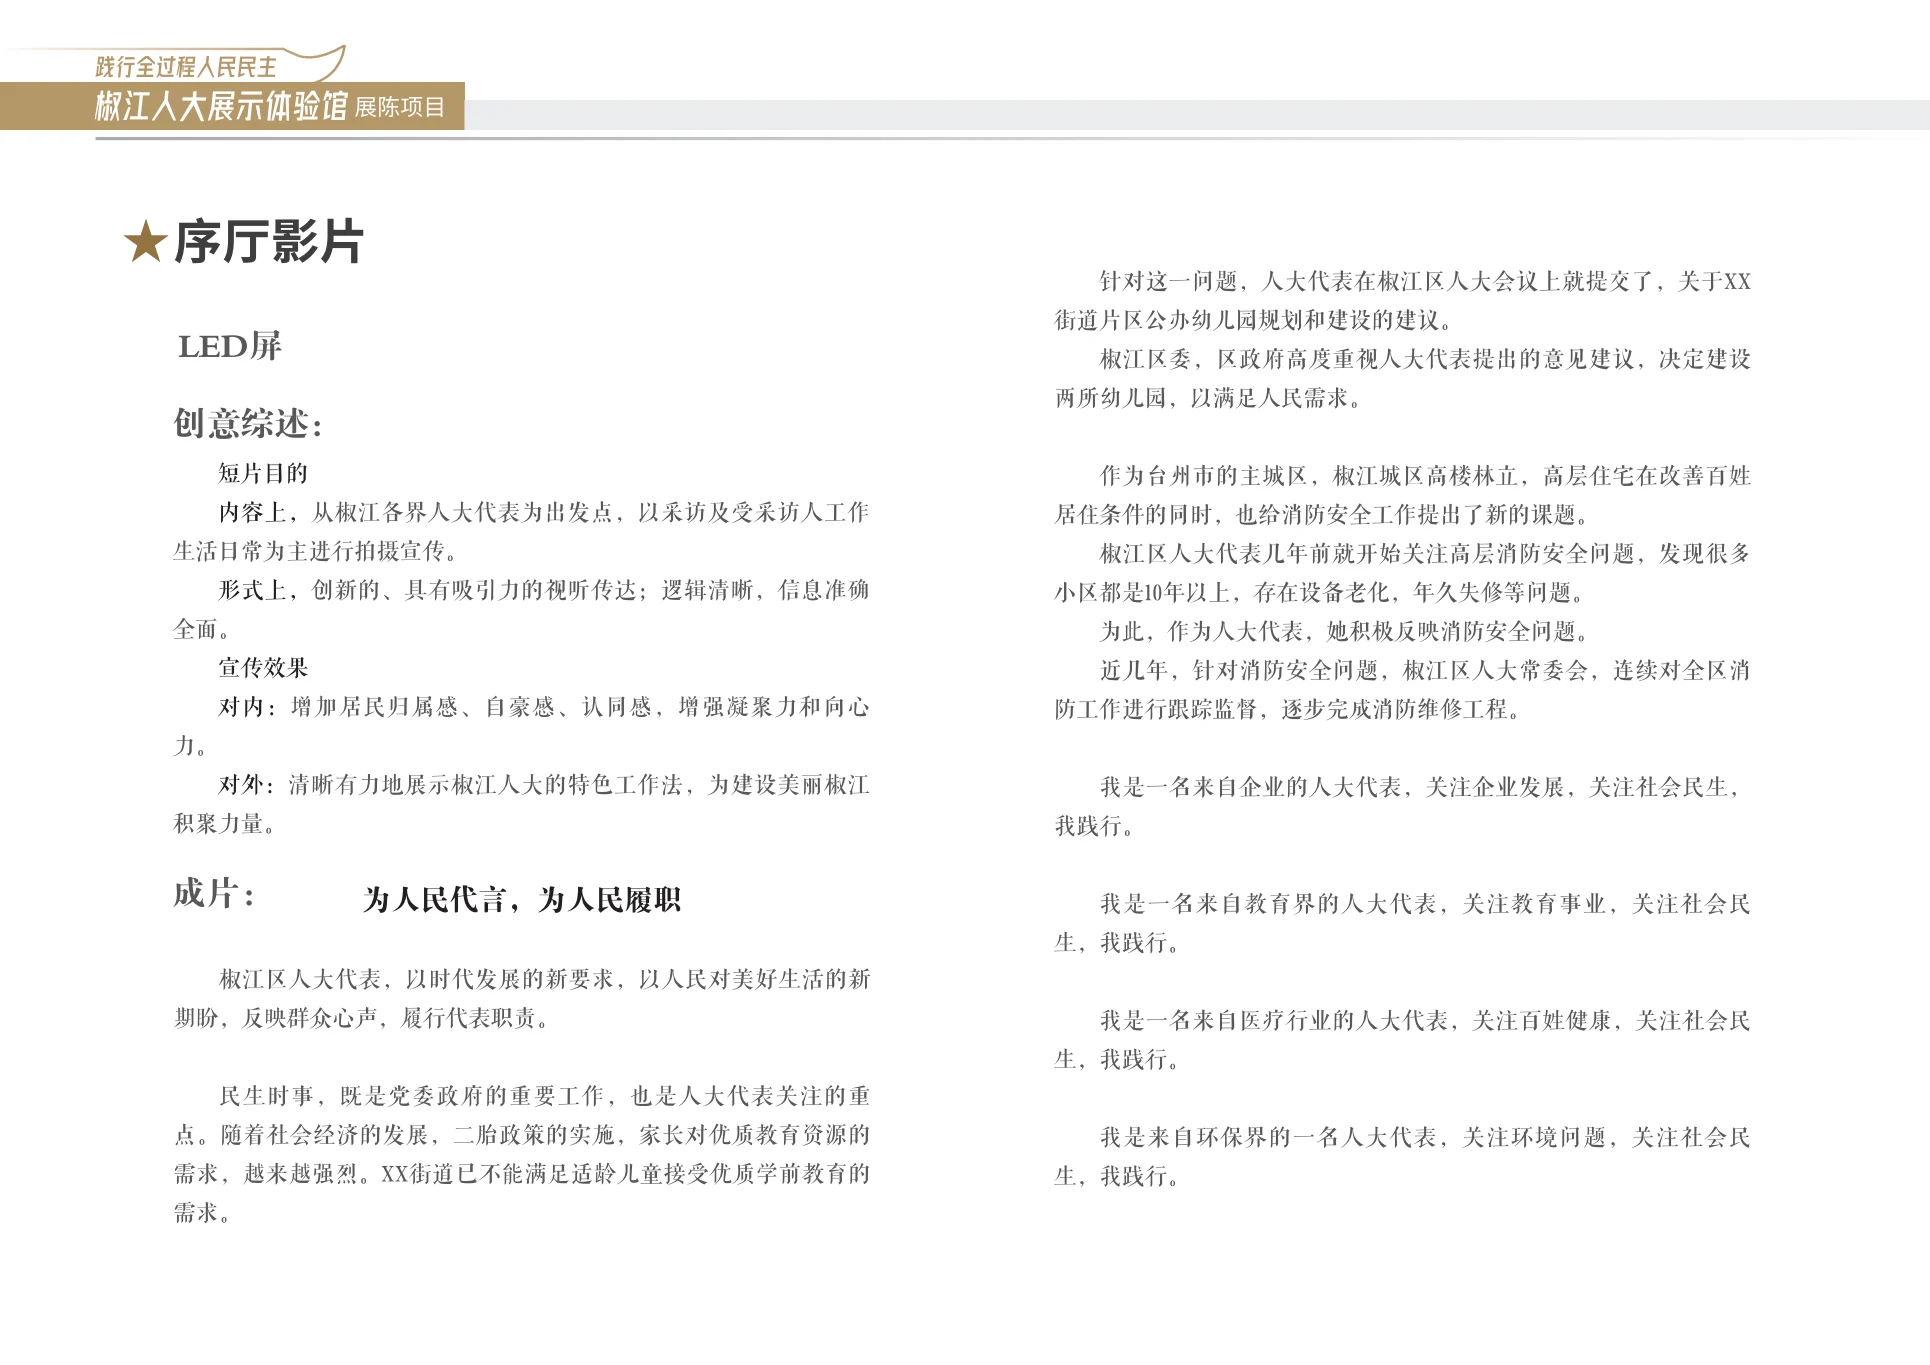 践行全过程人民民主
椒江人大展示体验馆 展陈项目
★序厅影片
LED屏
创意综述：
短片目的
内容上，从椒江各界人大代表为出发点，以采访及受采访人工作
生活日常为主进行拍摄宣传。
形式上，创新的、具有吸引力的视听传达；逻辑清晰，信息准确
全面。
宣传效果
对内：增加居民归属感、自豪感、认同感，增强凝聚力和向心
力。
对外：清晰有力地展示椒江人大的特色工作法，为建设美丽椒江
积聚力量。
成片： 为人民代言，为人民履职
椒江区人大代表，以时代发展的新要求，以人民对美好生活的新
期盼，反映群众心声，履行代表职责。
民生时事，既是党委政府的重要工作，也是人大代表关注的重
点。随着社会经济的发展，二胎政策的实施，家长对优质教育资源的
需求，越来越强烈。XX街道已不能满足适龄儿童接受优质学前教育的
需求。
针对这一问题，人大代表在椒江区人大会议上就提交了，关于XX
街道片区公办幼儿园规划和建设的建议。
椒江区委，区政府高度重视人大代表提出的意见建议，决定建设
两所幼儿园，以满足人民需求。
作为台州市的主城区，椒江城区高楼林立，高层住宅在改善百姓
居住条件的同时，也给消防安全工作提出了新的课题。
椒江区人大代表几年前就开始关注高层消防安全问题，发现很多
小区都是10年以上，存在设备老化，年久失修等问题。
为此，作为人大代表，她积极反映消防安全问题。
近几年，针对消防安全问题，椒江区人大常委会，连续对全区消
防工作进行跟踪监督，逐步完成消防维修工程。
我是一名来自企业的人大代表，关注企业发展，关注社会民生，
我践行。
我是一名来自教育界的人大代表，关注教育事业，关注社会民
生，我践行。
我是一名来自医疗行业的人大代表，关注百姓健康，关注社会民
生，我践行。
我是来自环保界的一名人大代表，关注环境问题，关注社会民
生，我践行。